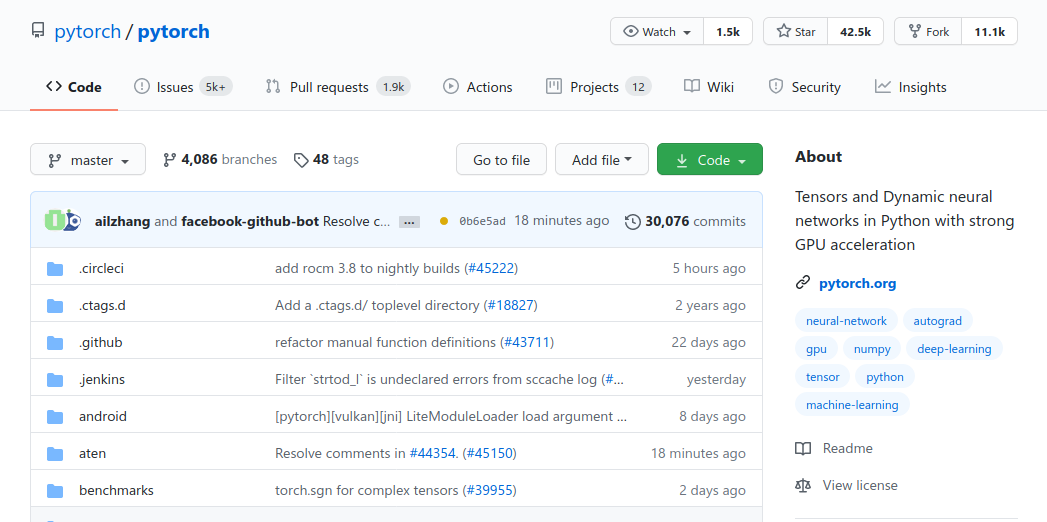 pytorch / pytorch
Watch 1.5k Star 42.5k Fork 11.1k
Code Issues 5k+ Pull requests 1.9k Actions Projects 12 Wiki Security Insights
master 4,086 branches 48 tags Go to file Add file Code
ailzhang and facebook-github-bot Resolve c... ... 0b6e5ad 18 minutes ago 30,076 commits
.circleci add rocm 3.8 to nightly builds (#45222) 5 hours ago
.ctags.d Add a .ctags.d/ toplevel directory (#18827) 2 years ago
.github refactor manual function definitions (#43711) 22 days ago
.jenkins Filter `strtod_l` is undeclared errors from sccache log (#... yesterday
android [pytorch][vulkan][jni] LiteModuleLoader load argument ... 8 days ago
aten Resolve comments in #44354. (#45150) 18 minutes ago
benchmarks torch.sgn for complex tensors (#39955) 2 days ago
About
Tensors and Dynamic neural
networks in Python with strong
GPU acceleration
pytorch.org
neural-network autograd
gpu numpy deep-learning
tensor python
machine-learning
Readme
View license